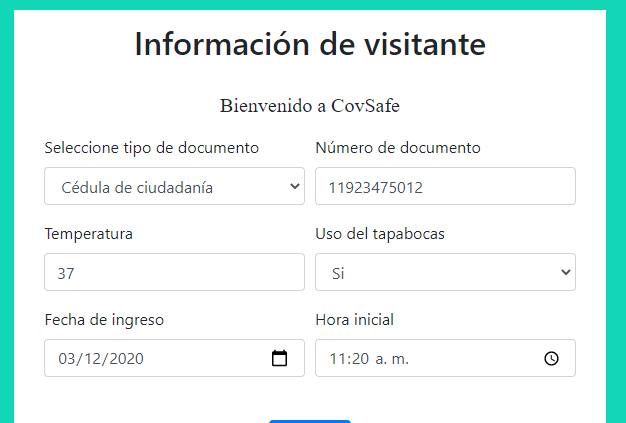 Información de visitante
Bienvenido a CovSafe
Seleccione tipo de documento
Número de documento
Cédula de ciudadanía
11923475012
Temperatura
Uso del tapabocas
37
Si
Fecha de ingreso
Hora inicial
03/12/2020
11:20 a. m.